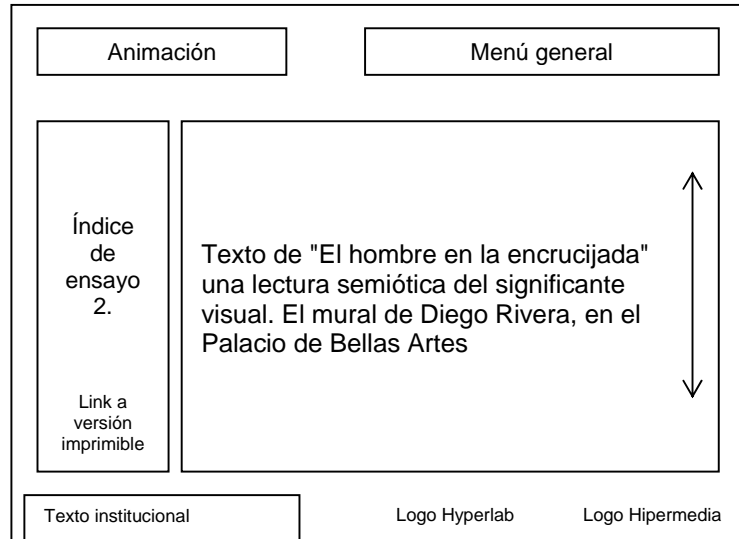 Animación
Menú general
Índice
de
ensayo
2.
Link a
versión
imprimible
Texto de "El hombre en la encrucijada"
una lectura semiótica del significante
visual. El mural de Diego Rivera, en el
Palacio de Bellas Artes
Texto institucional
Logo Hyperlab
Logo Hipermedia